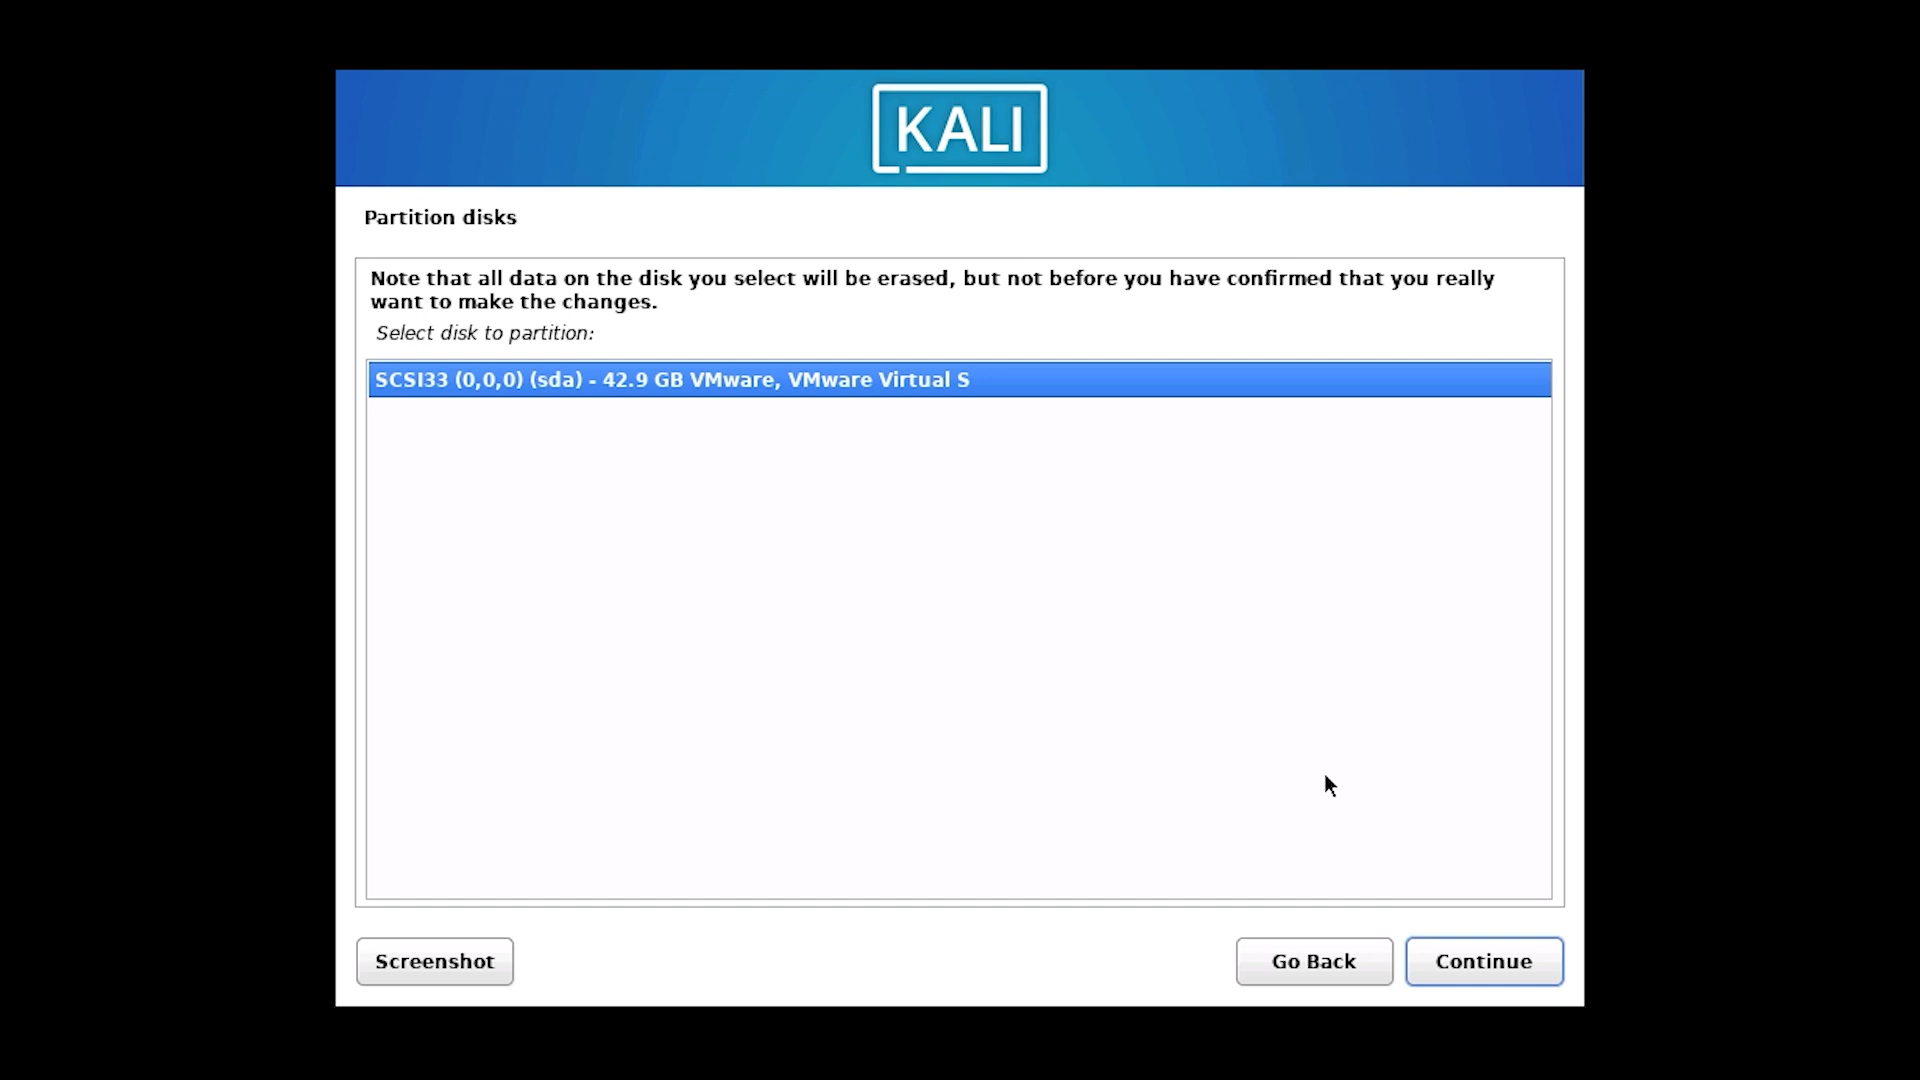 KALI
Partition disks
Note that all data on the disk you select will be erased, but not before you have confirmed that you really
want to make the changes.
Select disk to partition:
SCSI33 (0,0,0) (sda) - 42.9 GB VMware, VMware Virtual S
Screenshot
Go Back
Continue